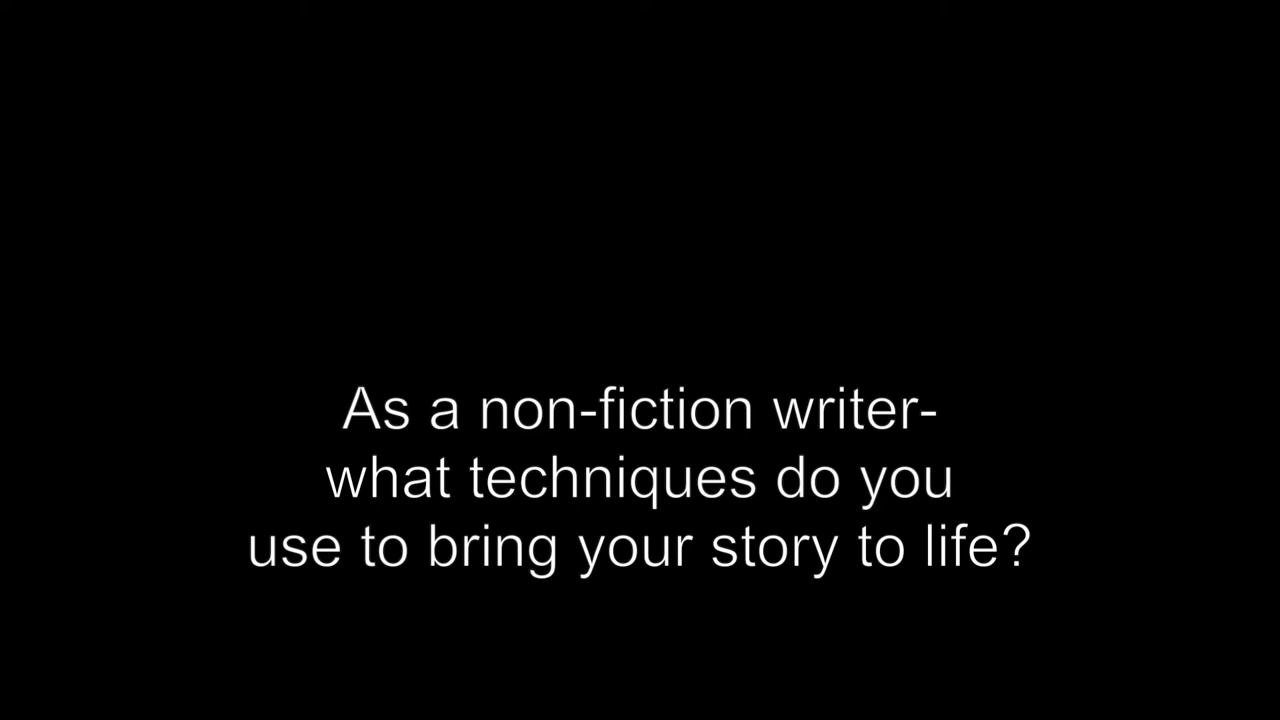 As a non-fiction writer-
what techniques do you
use to bring your story to life?